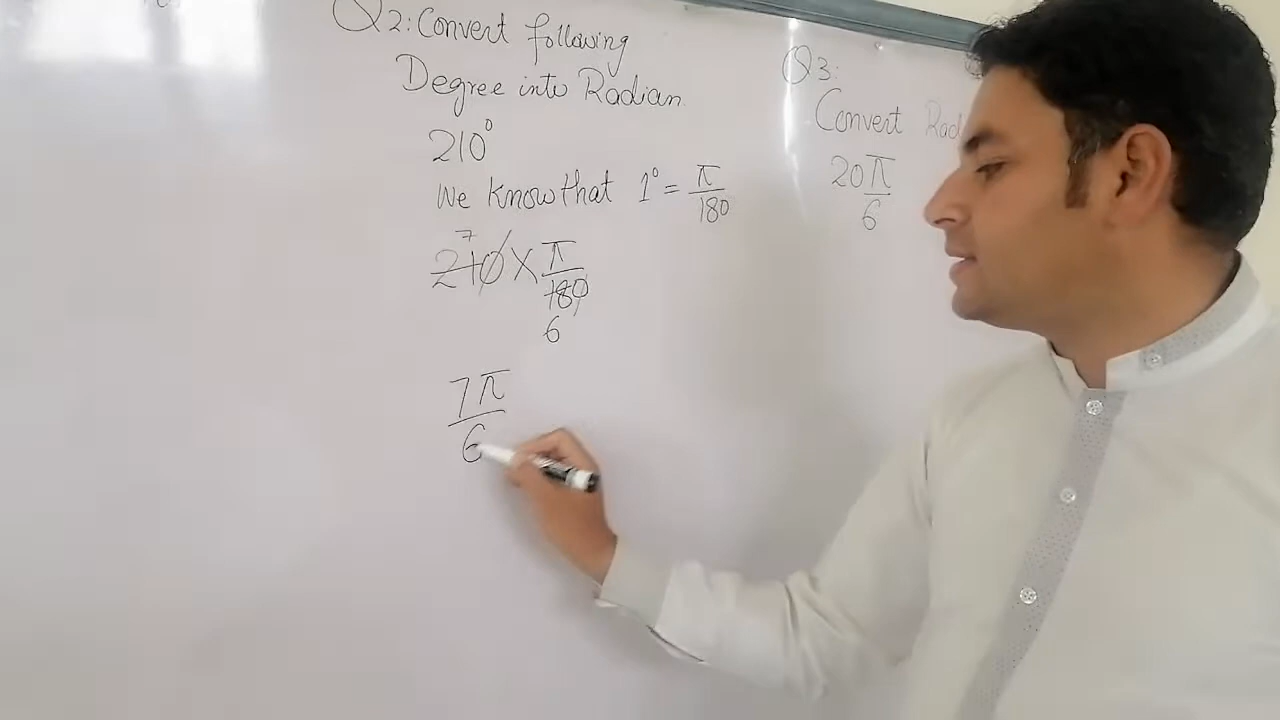 Q2: Convert following
Degree into Radian
210°
We Know that 1° = π/180
210 × π/180
7
6
7π/6
Q3:
Convert Rad
20π/6